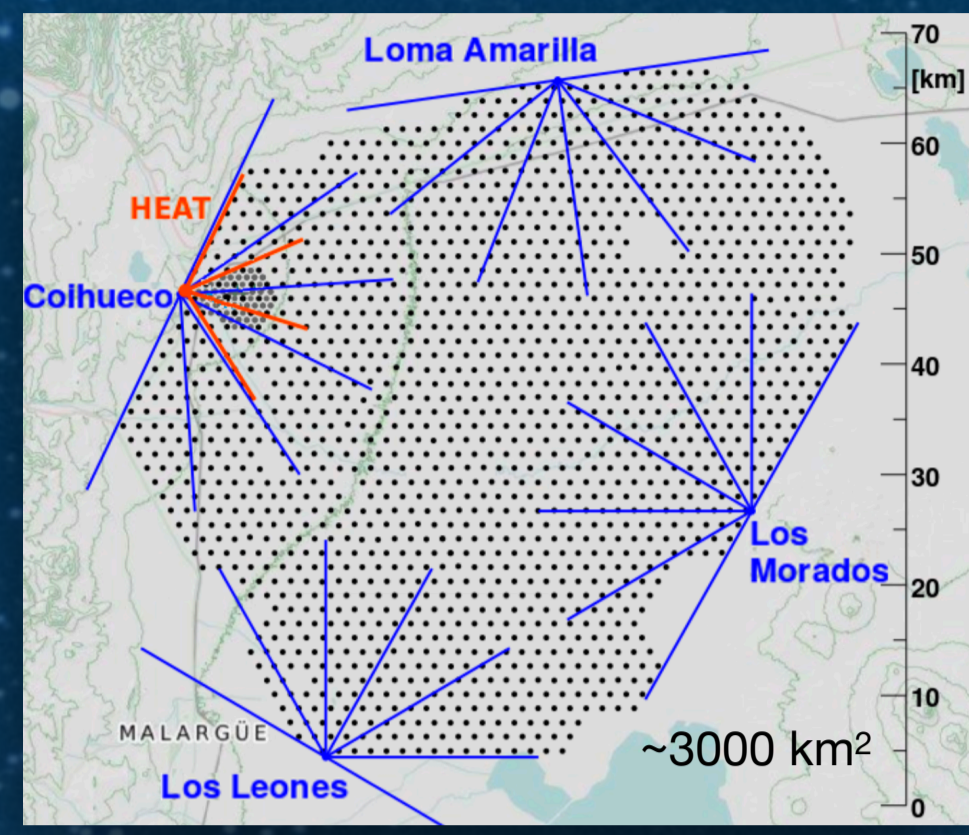 Loma Amarilla
70
[km]
60
HEAT
50
Coihueco
40
30
Los
Morados
20
10
MALARGÜE
~3000 km²
Los Leones
0